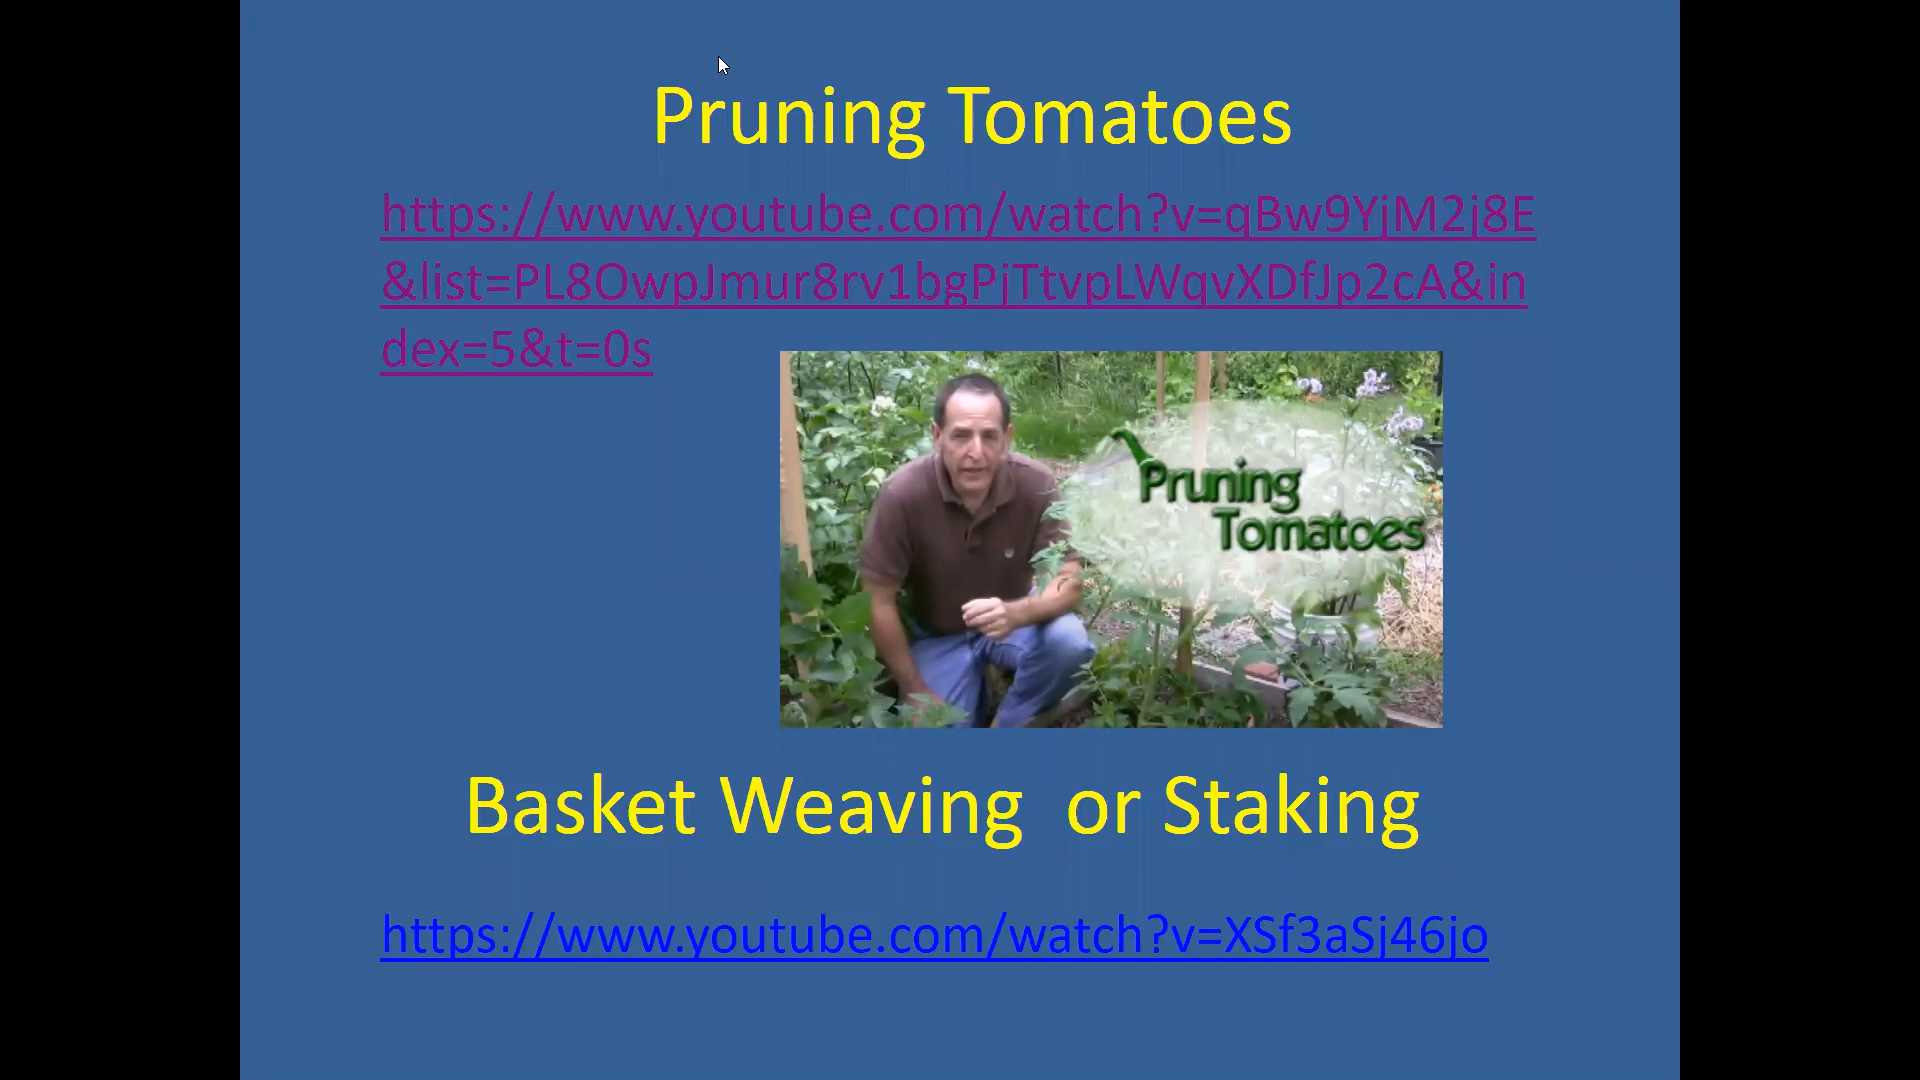 Pruning Tomatoes
https://www.youtube.com/watch?v=qBw9YjM2j8E
&list=PL8OwpJmur8rv1bgPjTtvpLWqvXDfJp2cA&in
dex=5&t=0s
Pruning
Tomatoes
Basket Weaving  or Staking
https://www.youtube.com/watch?v=XSf3aSj46jo